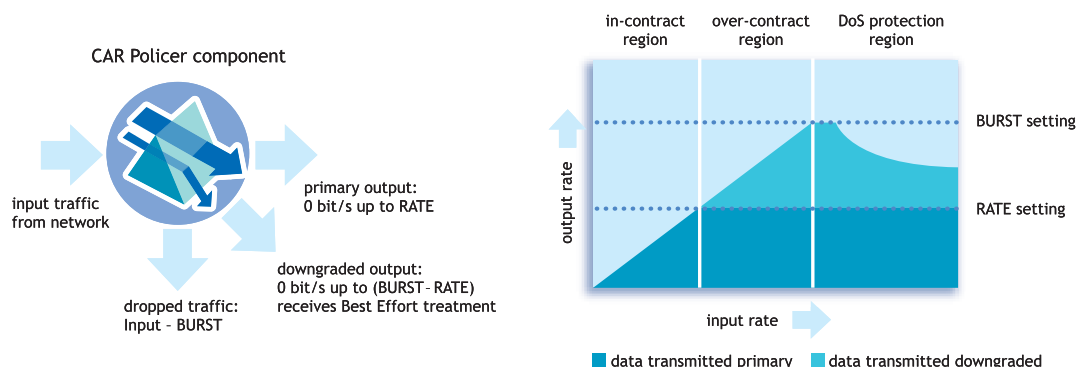 CAR Policer component
input traffic
from network
primary output:
0 bit/s up to RATE
downgraded output:
0 bit/s up to (BURST-RATE)
receives Best Effort treatment
dropped traffic:
Input - BURST
in-contract
region
over-contract
region
DoS protection
region
BURST setting
RATE setting
output rate
input rate
data transmitted primary
data transmitted downgraded